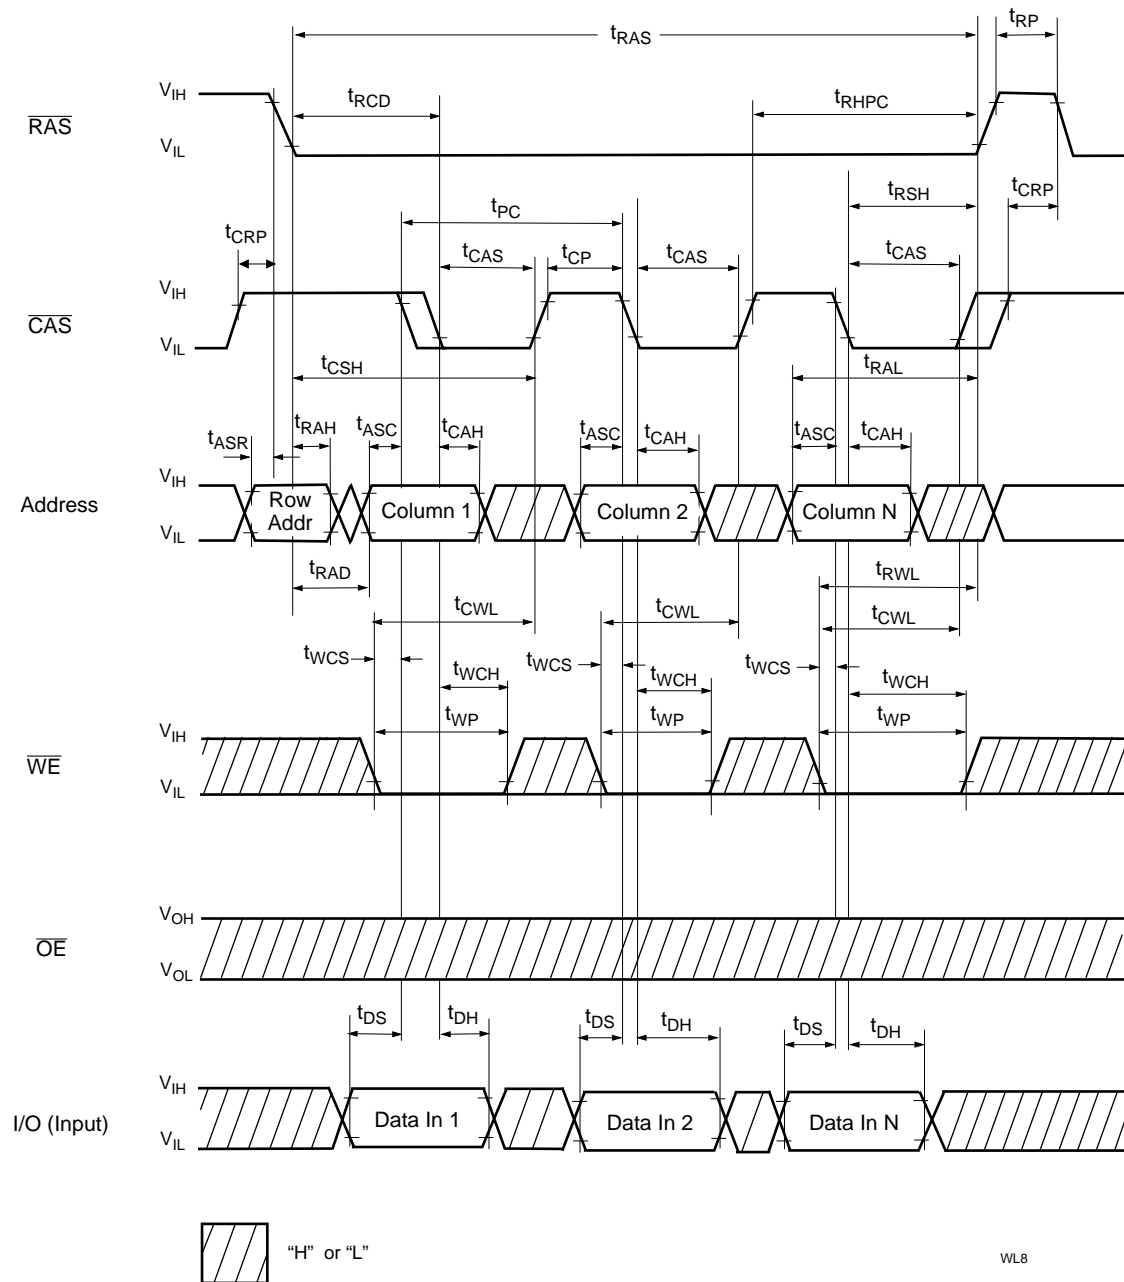 tRAS
tRP
VIH
tRCD
tRHPC
RAS
VIL
tRSH
tCRP
tPC
tCRP
tCAS
tCP
tCAS
tCAS
VIH
CAS
VIL
tCSH
tRAL
tASR
tRAH
tASC
tCAH
tASC
tCAH
tASC
tCAH
VIH
Address
Row
Addr
Column 1
Column 2
Column N
VIL
tRAD
tRWL
tCWL
tCWL
tCWL
tWCS
tWCS
tWCS
tWCH
tWCH
tWCH
tWP
tWP
tWP
VIH
WE
VIL
VOH
OE
VOL
tDS
tDH
tDS
tDH
tDS
tDH
VIH
I/O (Input)
Data In 1
Data In 2
Data In N
VIL
“H” or “L”
WL8